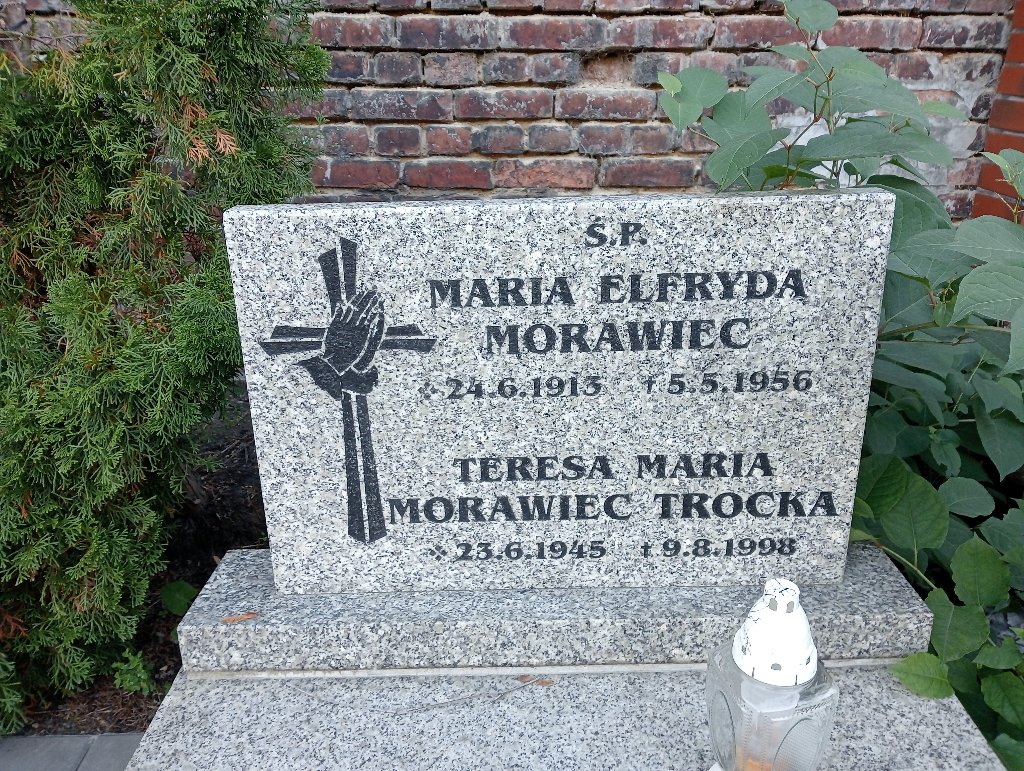 Ś.P.
MARIA ELFRYDA
MORAWIEC
* 24.6.1913 † 5.5.1956
TERESA MARIA
MORAWIEC TROCKA
* 23.6.1945 † 9.8.1998